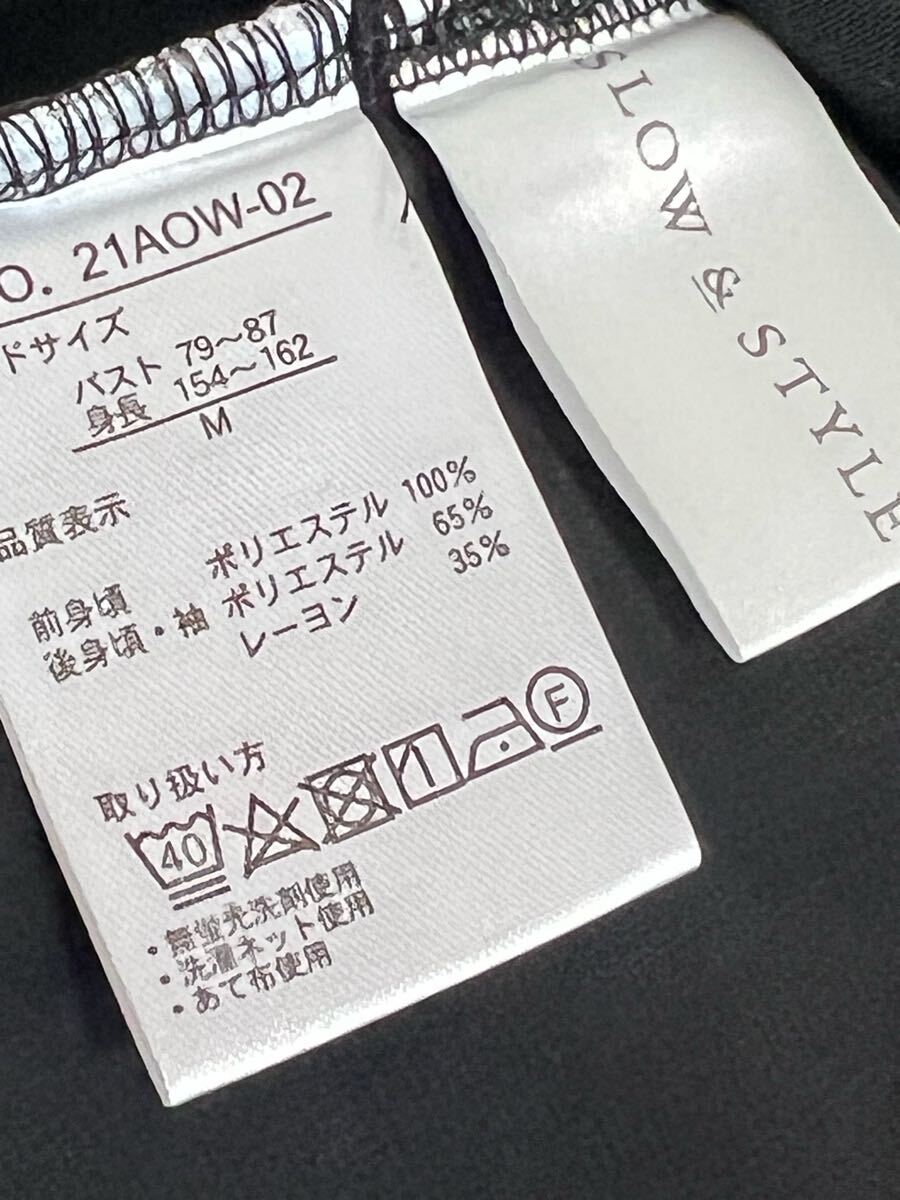 O. 21AOW-02
ドサイズ
バスト 79～87
身長 154～162
M
品質表示
前身頃 ポリエステル 100%
後身頃・袖 ポリエステル 65%
レーヨン 35%
取り扱い方
40 F
・無蛍光洗剤使用
・洗濯ネット使用
・あて布使用
SLOW & STYLE